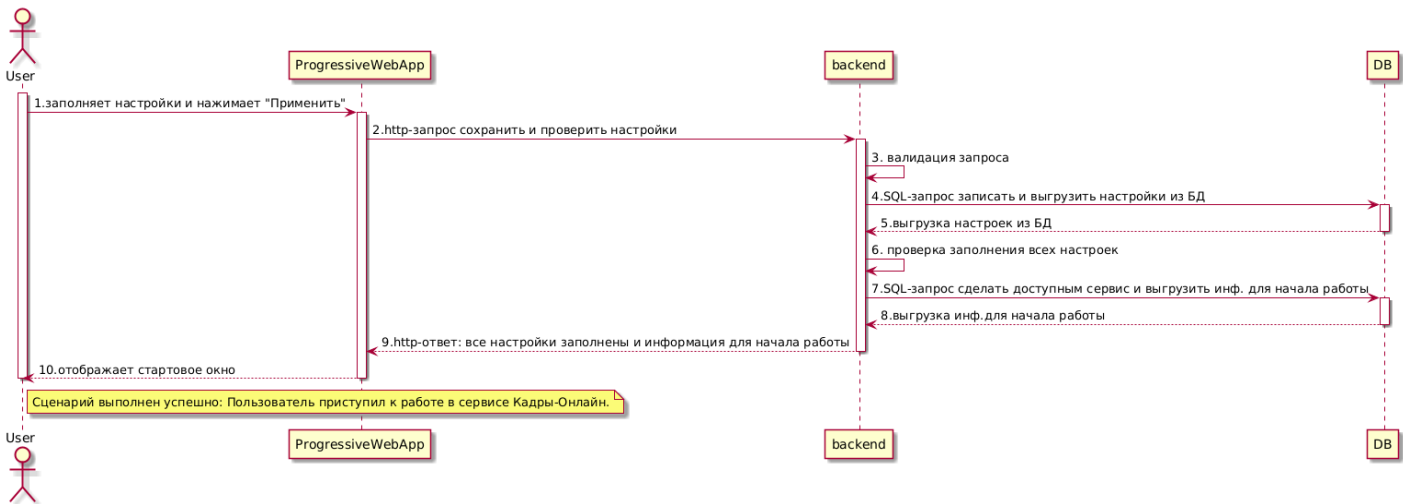 User
ProgressiveWebApp
backend
DB
1.заполняет настройки и нажимает "Применить"
2.http-запрос сохранить и проверить настройки
3. валидация запроса
4.SQL-запрос записать и выгрузить настройки из БД
5.выгрузка настроек из БД
6. проверка заполнения всех настроек
7.SQL-запрос сделать доступным сервис и выгрузить инф. для начала работы
8.выгрузка инф.для начала работы
9.http-ответ: все настройки заполнены и информация для начала работы
10.отображает стартовое окно
Сценарий выполнен успешно: Пользователь приступил к работе в сервисе Кадры-Онлайн.
User
ProgressiveWebApp
backend
DB